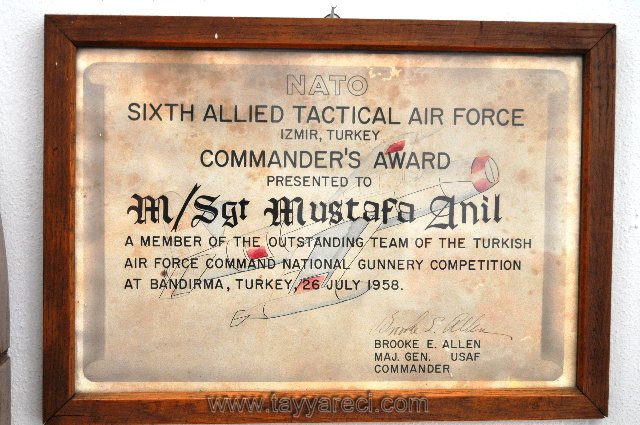 NATO
SIXTH ALLIED TACTICAL AIR FORCE
IZMIR, TURKEY
COMMANDER'S AWARD
PRESENTED TO
M/Sgt Mustafa Anil
A MEMBER OF THE OUTSTANDING TEAM OF THE TURKISH
AIR FORCE COMMAND NATIONAL GUNNERY COMPETITION
AT BANDIRMA, TURKEY, 26 JULY 1958.
Brooke E. Allen
BROOKE E. ALLEN
MAJ. GEN. USAF
COMMANDER
www.tayyareci.com